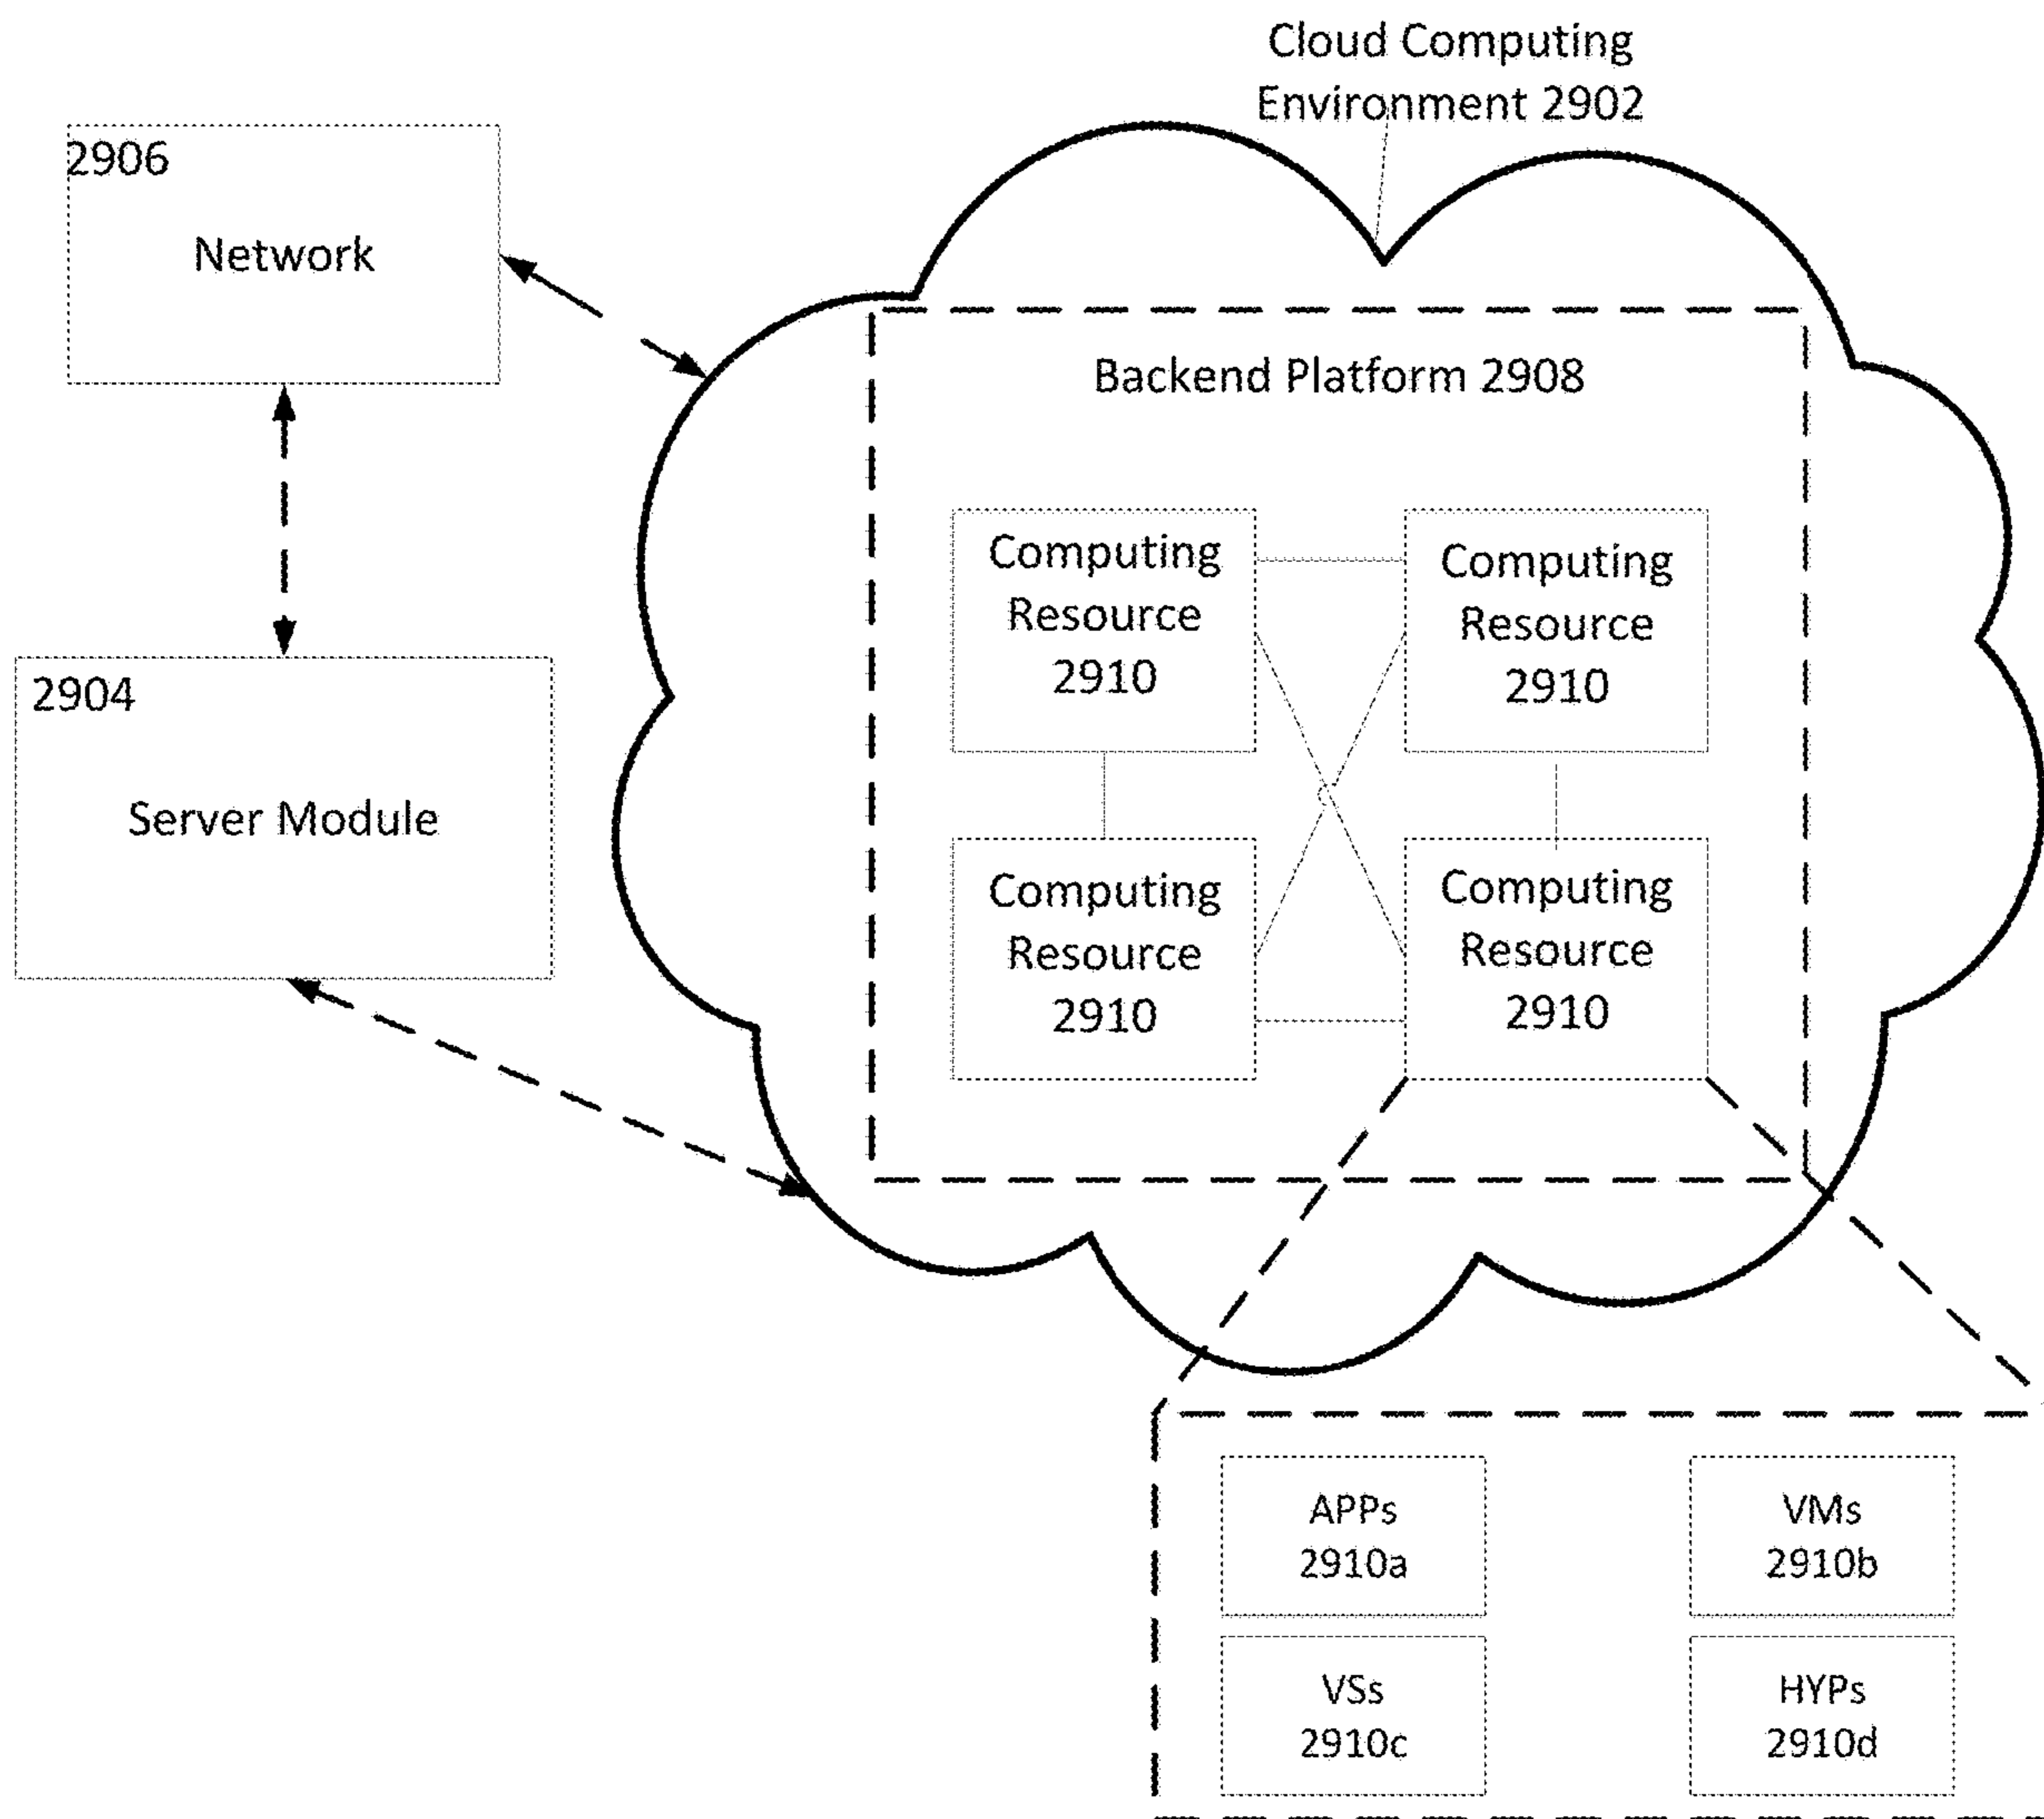 Cloud Computing
Environment 2902
2906
Network
Backend Platform 2908
Computing
Resource
2910
Computing
Resource
2910
2904
Server Module
Computing
Resource
2910
Computing
Resource
2910
APPs
2910a
VMs
2910b
VSs
2910c
HYPs
2910d